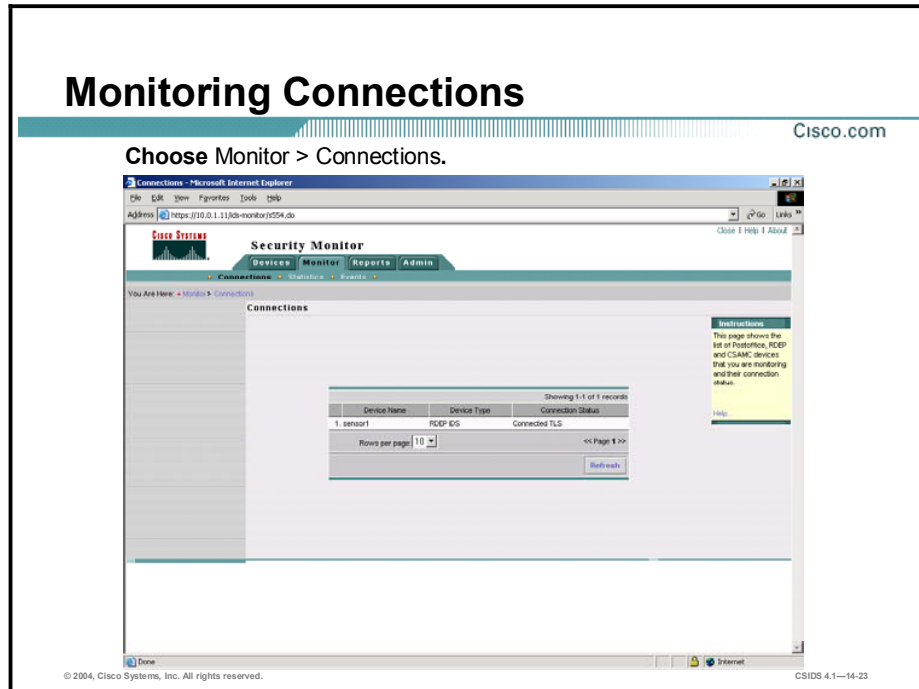 Monitoring Connections
Cisco.com
Choose Monitor > Connections.
Connections - Microsoft Internet Explorer
File Edit View Favorites Tools Help
Address https://10.0.1.11/ids-monitor/s554.do Go Links »
Close | Help | About
CISCO SYSTEMS
Security Monitor
Devices Monitor Reports Admin
Connections Statistics Events
You Are Here: Monitor > Connections
Connections
Instructions
This page shows the
list of Postoffice, RDEP
and CSAMC devices
that you are monitoring
and their connection
status.
Help...
Showing 1-1 of 1 records
Device Name Device Type Connection Status
1. sensor1 RDEP IDS Connected TLS
Rows per page: 10 << Page 1 >>
Refresh
Done Internet
© 2004, Cisco Systems, Inc. All rights reserved. CSIDS 4.1—14-23